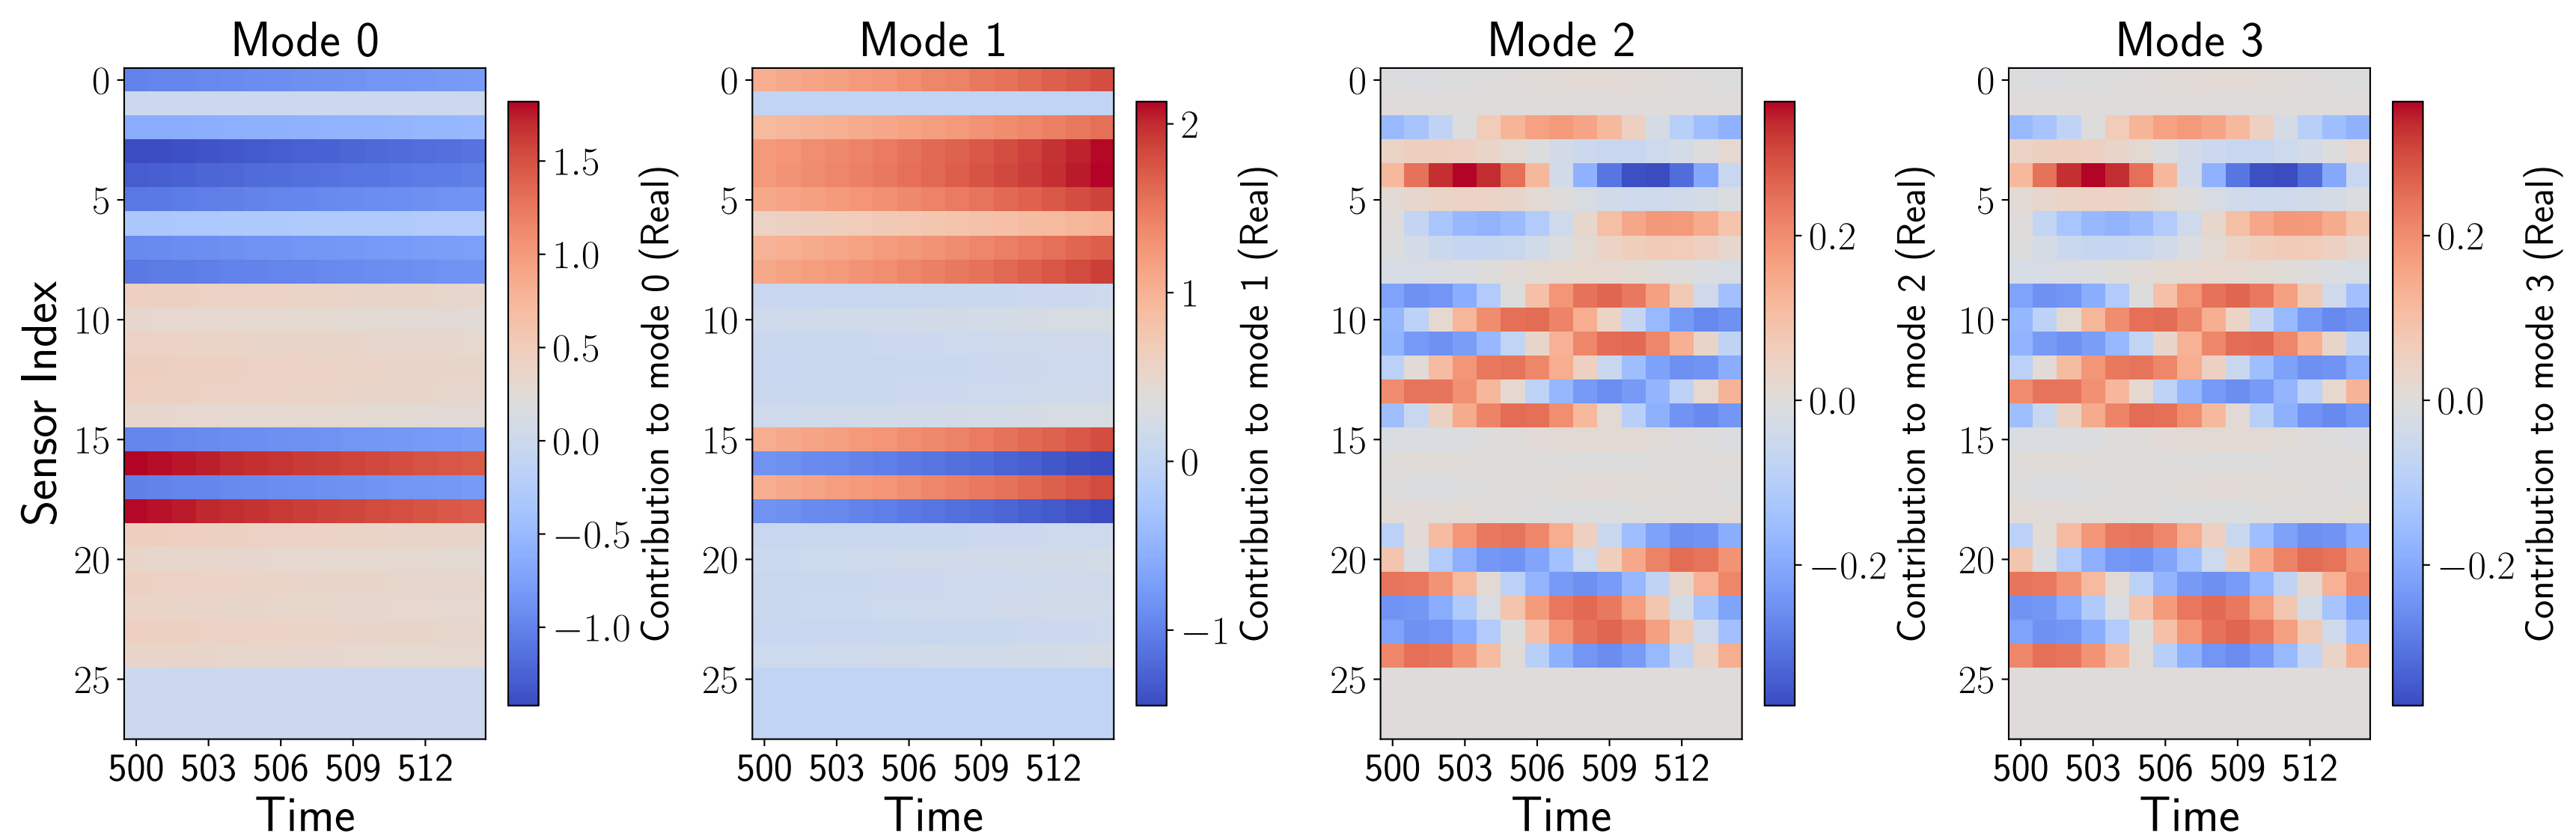 Mode 0
Mode 1
Mode 2
Mode 3
Sensor Index
0
5
10
15
20
25
500 503 506 509 512
Time
1.5
1.0
0.5
0.0
−0.5
−1.0
Contribution to mode 0 (Real)
0
5
10
15
20
25
500 503 506 509 512
Time
2
1
0
−1
Contribution to mode 1 (Real)
0
5
10
15
20
25
500 503 506 509 512
Time
0.2
0.0
−0.2
Contribution to mode 2 (Real)
0
5
10
15
20
25
500 503 506 509 512
Time
0.2
0.0
−0.2
Contribution to mode 3 (Real)